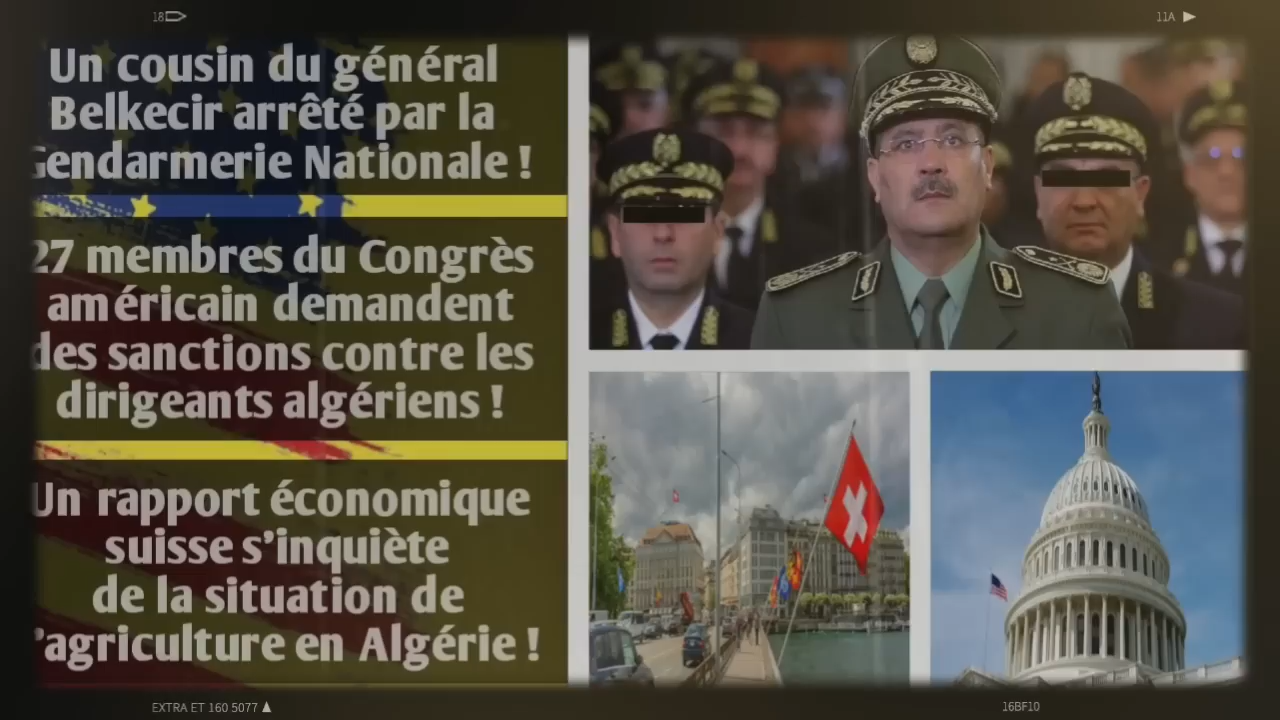 18
11A
Un cousin du général
Belkecir arrêté par la
Gendarmerie Nationale !
27 membres du Congrès
américain demandent
des sanctions contre les
dirigeants algériens !
Un rapport économique
suisse s'inquiète
de la situation de
l'agriculture en Algérie !
EXTRA ET 160 5077
16BF10